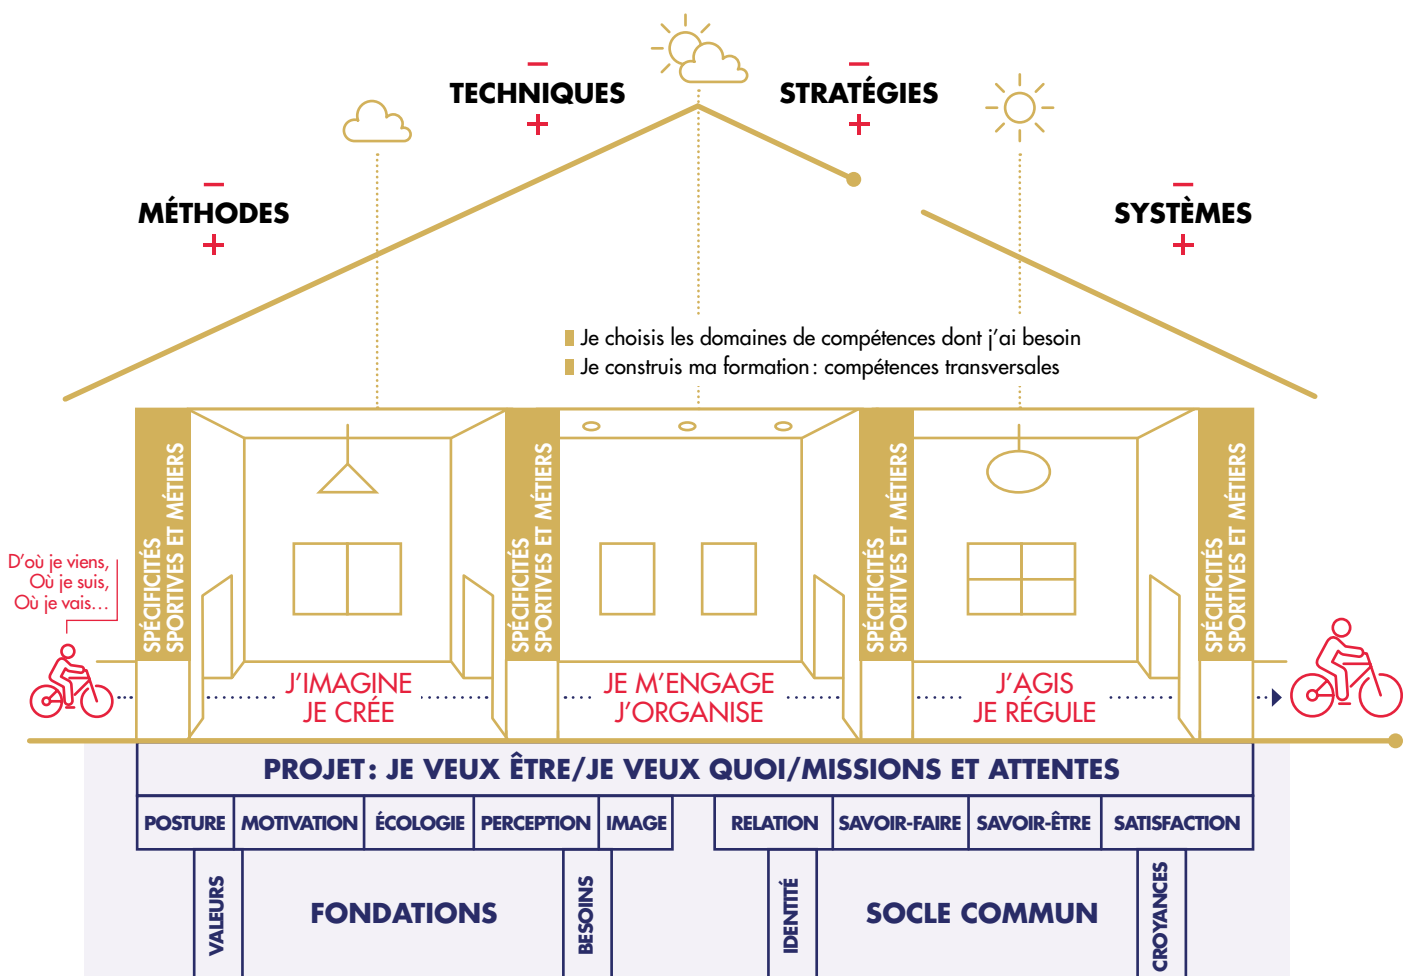 −
TECHNIQUES
+
−
STRATÉGIES
+
−
MÉTHODES
+
−
SYSTÈMES
+
Je choisis les domaines de compétences dont j’ai besoin
Je construis ma formation : compétences transversales
D’où je viens,
Où je suis,
Où je vais…
SPÉCIFICITÉS
SPORTIVES ET MÉTIERS
SPÉCIFICITÉS
SPORTIVES ET MÉTIERS
SPÉCIFICITÉS
SPORTIVES ET MÉTIERS
SPÉCIFICITÉS
SPORTIVES ET MÉTIERS
J’IMAGINE
JE CRÉE
JE M’ENGAGE
J’ORGANISE
J’AGIS
JE RÉGULE
PROJET : JE VEUX ÊTRE/JE VEUX QUOI/MISSIONS ET ATTENTES
POSTURE MOTIVATION ÉCOLOGIE PERCEPTION IMAGE RELATION SAVOIR-FAIRE SAVOIR-ÊTRE SATISFACTION
VALEURS
FONDATIONS
BESOINS
IDENTITÉ
SOCLE COMMUN
CROYANCES